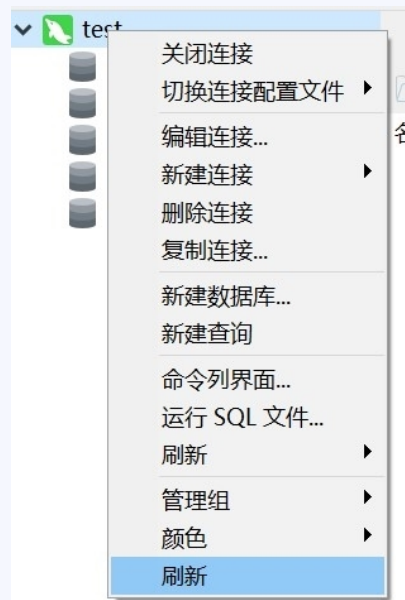 test
关闭连接
切换连接配置文件
编辑连接...
新建连接
删除连接
复制连接...
新建数据库...
新建查询
命令列界面...
运行 SQL 文件...
刷新
管理组
颜色
刷新